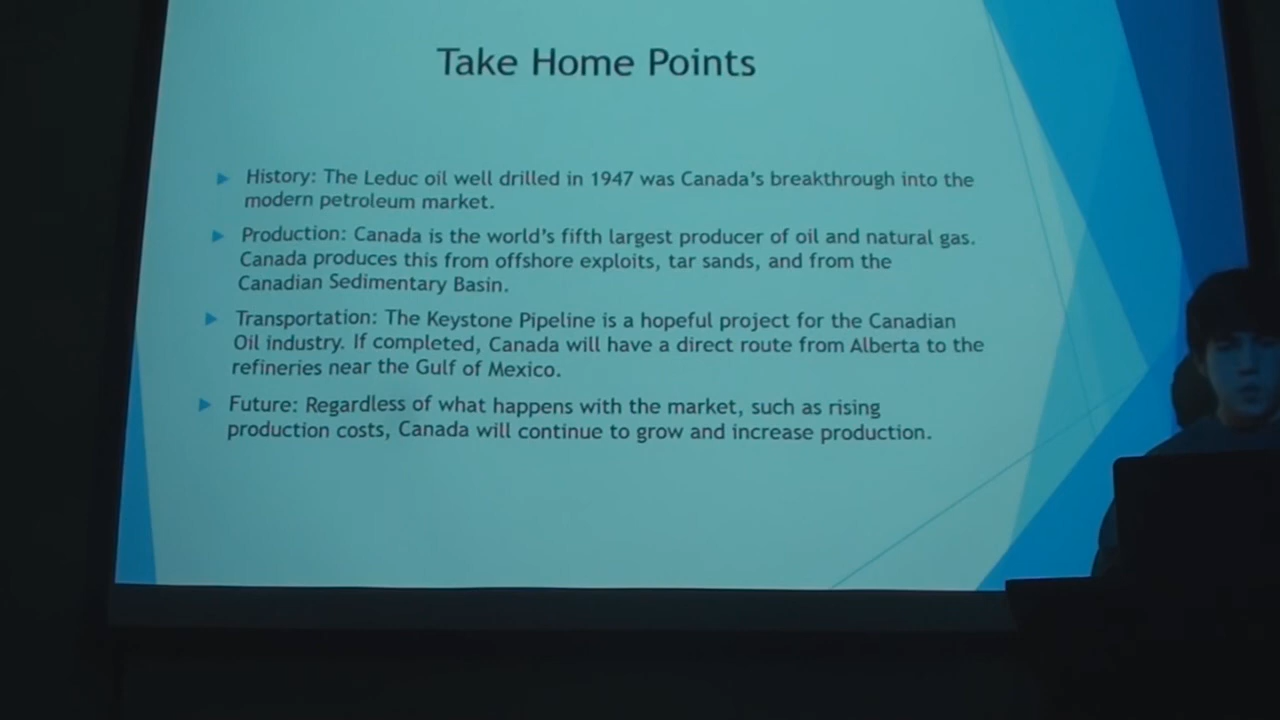 Take Home Points
History: The Leduc oil well drilled in 1947 was Canada's breakthrough into the
modern petroleum market.
Production: Canada is the world's fifth largest producer of oil and natural gas.
Canada produces this from offshore exploits, tar sands, and from the
Canadian Sedimentary Basin.
Transportation: The Keystone Pipeline is a hopeful project for the Canadian
Oil industry. If completed, Canada will have a direct route from Alberta to the
refineries near the Gulf of Mexico.
Future: Regardless of what happens with the market, such as rising
production costs, Canada will continue to grow and increase production.